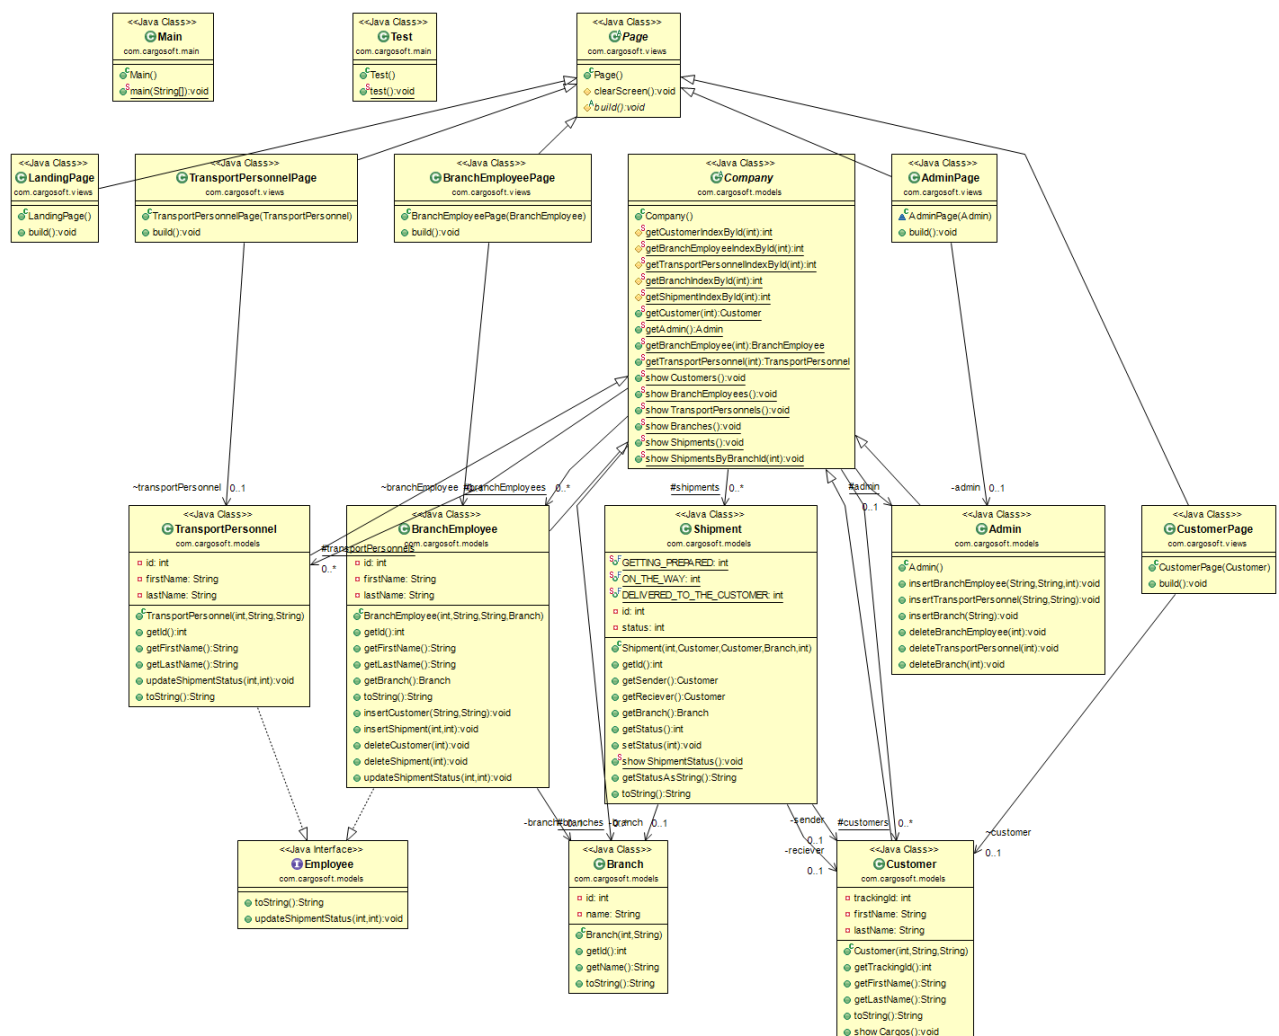 <<Java Class>>
Main
com.cargosoft.main
Main()
main(String[]):void
<<Java Class>>
Test
com.cargosoft.main
Test()
test():void
<<Java Class>>
Page
com.cargosoft.views
Page()
clearScreen():void
build():void
<<Java Class>>
LandingPage
com.cargosoft.views
LandingPage()
build():void
<<Java Class>>
TransportPersonnelPage
com.cargosoft.views
TransportPersonnelPage(TransportPersonnel)
build():void
<<Java Class>>
BranchEmployeePage
com.cargosoft.views
BranchEmployeePage(BranchEmployee)
build():void
<<Java Class>>
Company
com.cargosoft.models
Company()
getCustomerIndexById(int):int
getBranchEmployeeIndexById(int):int
getTransportPersonnelIndexById(int):int
getBranchIndexById(int):int
getShipmentIndexById(int):int
getCustomer(int):Customer
getAdmin():Admin
getBranchEmployee(int):BranchEmployee
getTransportPersonnel(int):TransportPersonnel
showCustomers():void
showBranchEmployees():void
showTransportPersonnels():void
showBranches():void
showShipments():void
showShipmentsByBranchId(int):void
<<Java Class>>
AdminPage
com.cargosoft.views
AdminPage(Admin)
build():void
~transportPersonnel 0..1
~branchEmployee 0..1
#branchEmployees 0..*
#shipments 0..*
#admin
0..1
-admin 0..1
<<Java Class>>
TransportPersonnel
com.cargosoft.models
id: int
firstName: String
lastName: String
TransportPersonnel(int,String,String)
getId():int
getFirstName():String
getLastName():String
updateShipmentStatus(int,int):void
toString():String
#transportPersonnels
0..*
<<Java Class>>
BranchEmployee
com.cargosoft.models
id: int
firstName: String
lastName: String
BranchEmployee(int,String,String,Branch)
getId():int
getFirstName():String
getLastName():String
getBranch():Branch
toString():String
insertCustomer(String,String):void
insertShipment(int,int):void
deleteCustomer(int):void
deleteShipment(int):void
updateShipmentStatus(int,int):void
<<Java Class>>
Shipment
com.cargosoft.models
GETTING_PREPARED: int
ON_THE_WAY: int
DELIVERED_TO_THE_CUSTOMER: int
id: int
status: int
Shipment(int,Customer,Customer,Branch,int)
getId():int
getSender():Customer
getReciever():Customer
getBranch():Branch
getStatus():int
setStatus(int):void
showShipmentStatus():void
getStatusAsString():String
toString():String
<<Java Class>>
Admin
com.cargosoft.models
Admin()
insertBranchEmployee(String,String,int):void
insertTransportPersonnel(String,String):void
insertBranch(String):void
deleteBranchEmployee(int):void
deleteTransportPersonnel(int):void
deleteBranch(int):void
<<Java Class>>
CustomerPage
com.cargosoft.views
CustomerPage(Customer)
build():void
-branch 0..1
#branches 0..*
-branch 0..1
-sender
0..1
-reciever
0..1
#customers 0..*
~customer
0..1
<<Java Interface>>
Employee
com.cargosoft.models
toString():String
updateShipmentStatus(int,int):void
<<Java Class>>
Branch
com.cargosoft.models
id: int
name: String
Branch(int,String)
getId():int
getName():String
toString():String
<<Java Class>>
Customer
com.cargosoft.models
trackingId: int
firstName: String
lastName: String
Customer(int,String,String)
getTrackingId():int
getFirstName():String
getLastName():String
toString():String
showCargos():void